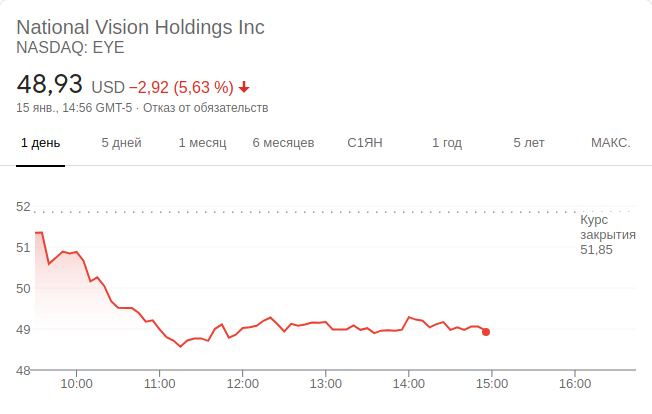 National Vision Holdings Inc
NASDAQ: EYE
48,93 USD −2,92 (5,63 %)
15 янв., 14:56 GMT-5 · Отказ от обязательств
1 день 5 дней 1 месяц 6 месяцев С1ЯН 1 год 5 лет МАКС.
52
Курс
закрытия
51,85
51
50
49
48
10:00 11:00 12:00 13:00 14:00 15:00 16:00